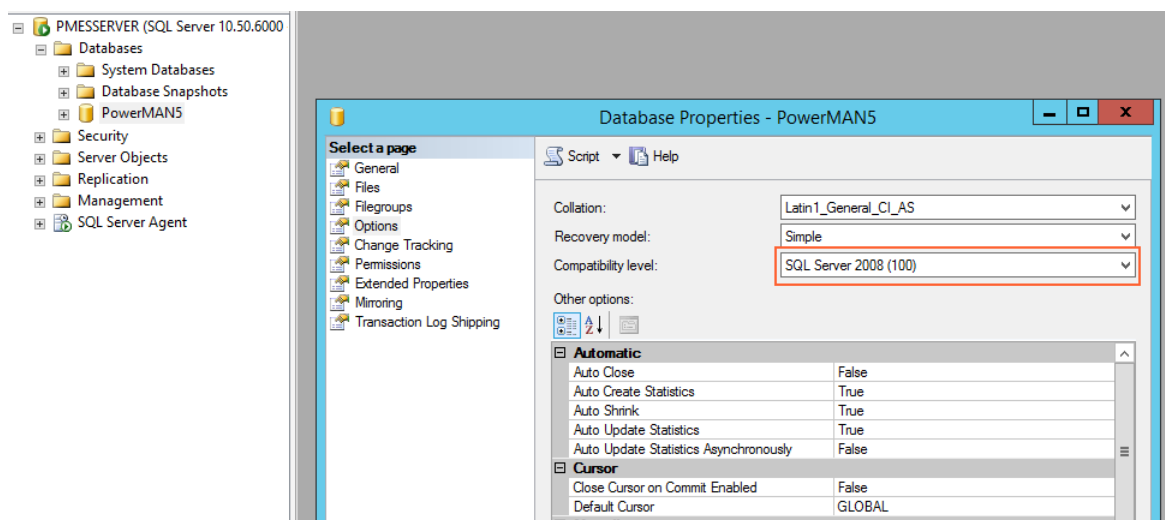 PMESSERVER (SQL Server 10.50.6000
Databases
System Databases
Database Snapshots
PowerMAN5
Security
Server Objects
Replication
Management
SQL Server Agent
Database Properties - PowerMAN5
Select a page
General
Files
Filegroups
Options
Change Tracking
Permissions
Extended Properties
Mirroring
Transaction Log Shipping
Script Help
Collation: Latin1_General_CI_AS
Recovery model: Simple
Compatibility level: SQL Server 2008 (100)
Other options:
Automatic
Auto Close False
Auto Create Statistics True
Auto Shrink True
Auto Update Statistics True
Auto Update Statistics Asynchronously False
Cursor
Close Cursor on Commit Enabled False
Default Cursor GLOBAL